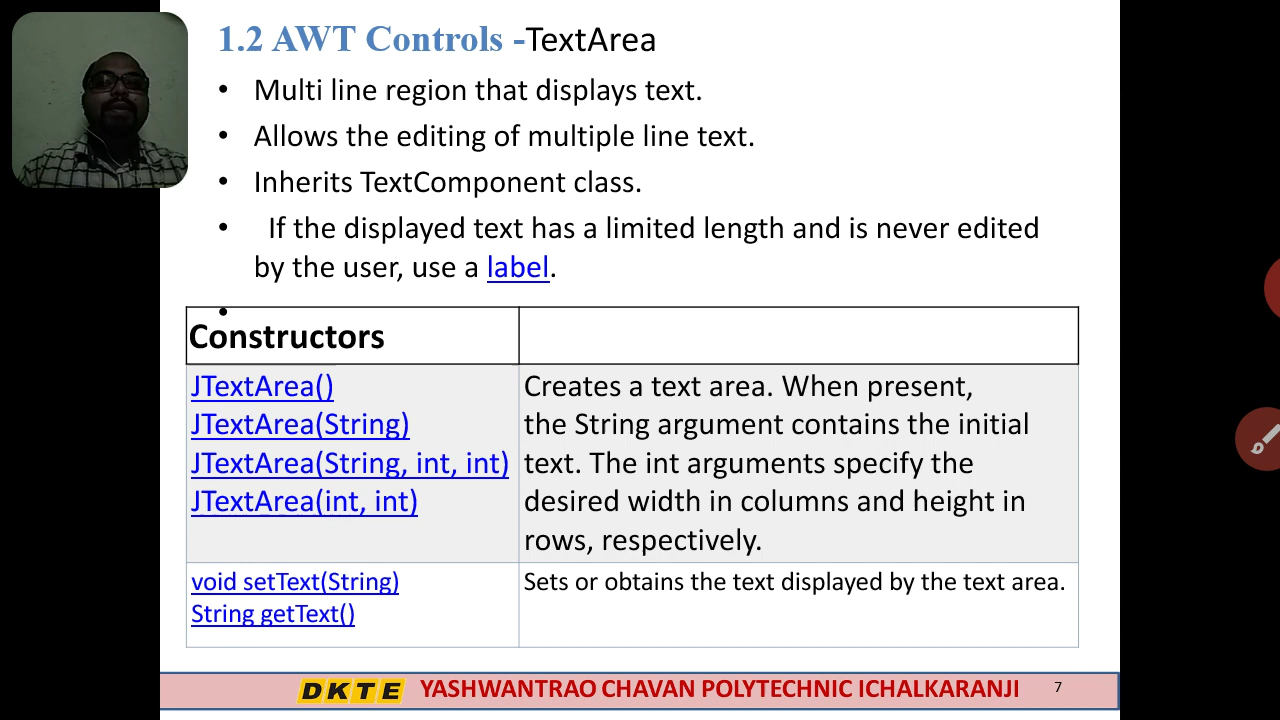 1.2 AWT Controls -TextArea
• Multi line region that displays text.
• Allows the editing of multiple line text.
• Inherits TextComponent class.
• If the displayed text has a limited length and is never edited
by the user, use a label.
•
Constructors
JTextArea()
JTextArea(String)
JTextArea(String, int, int)
JTextArea(int, int)
Creates a text area. When present,
the String argument contains the initial
text. The int arguments specify the
desired width in columns and height in
rows, respectively.
void setText(String)
String getText()
Sets or obtains the text displayed by the text area.
DKTE YASHWANTRAO CHAVAN POLYTECHNIC ICHALKARANJI 7